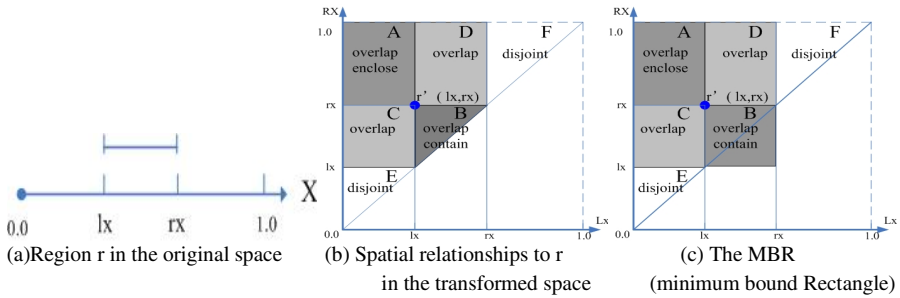 0.0 lx rx 1.0 X
(a)Region r in the original space
RX
1.0
A D F
overlap enclose overlap disjoint
r' (lx,rx)
rx
C B
overlap overlap contain
lx
E
disjoint
0.0 lx rx 1.0 Lx
(b) Spatial relationships to r
in the transformed space
RX
1.0
A D F
overlap enclose overlap disjoint
r' (lx,rx)
rx
C B
overlap overlap contain
lx
E
disjoint
0.0 lx rx 1.0 Lx
(c) The MBR
(minimum bound Rectangle)